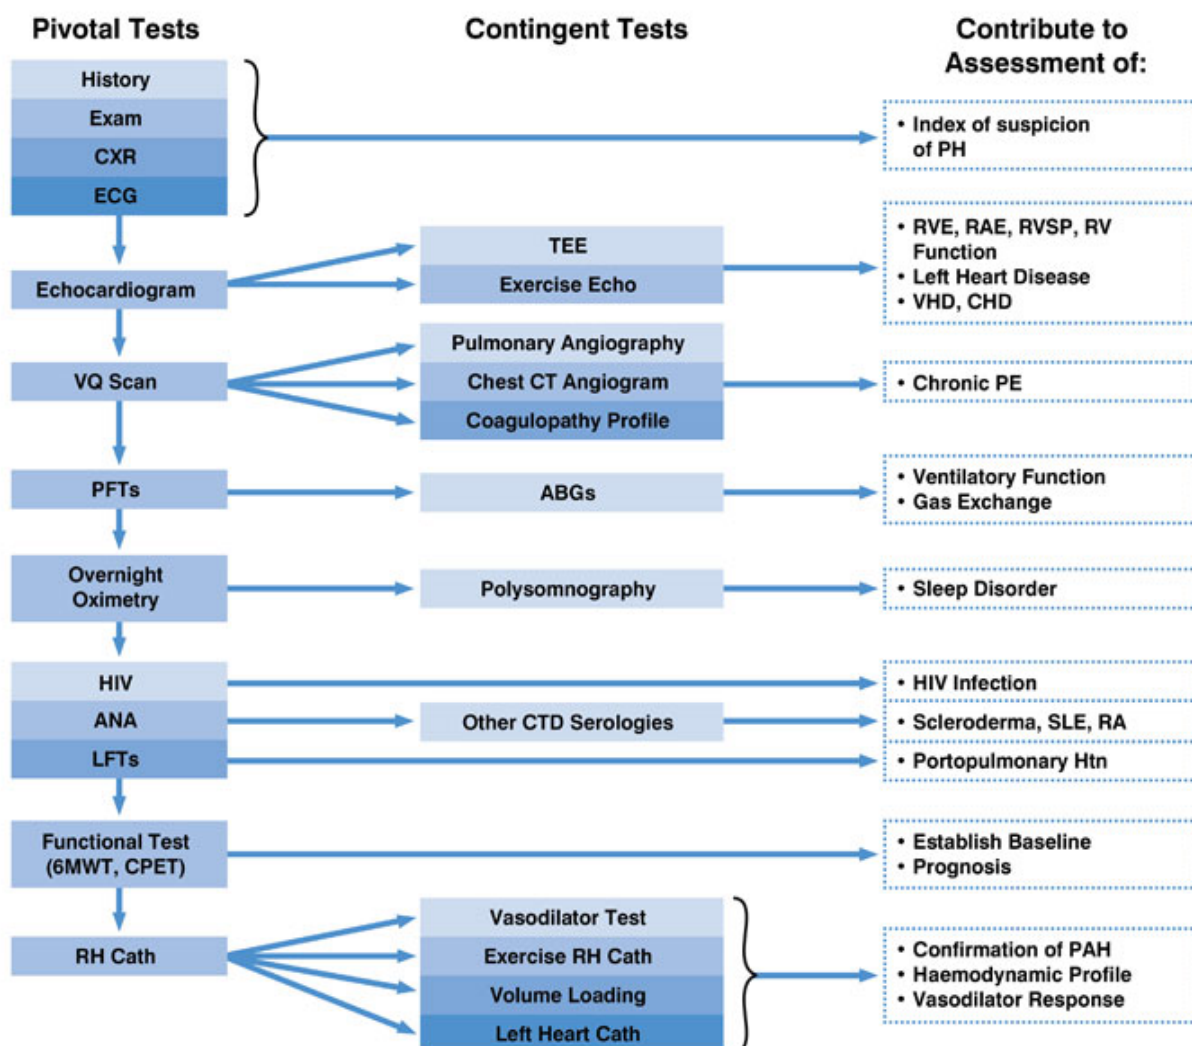 Pivotal Tests
Contingent Tests
Contribute to
Assessment of:
History
Exam
CXR
ECG
• Index of suspicion
of PH
Echocardiogram
TEE
Exercise Echo
• RVE, RAE, RVSP, RV
Function
• Left Heart Disease
• VHD, CHD
VQ Scan
Pulmonary Angiography
Chest CT Angiogram
Coagulopathy Profile
• Chronic PE
PFTs
ABGs
• Ventilatory Function
• Gas Exchange
Overnight
Oximetry
Polysomnography
• Sleep Disorder
HIV
• HIV Infection
ANA
Other CTD Serologies
• Scleroderma, SLE, RA
LFTs
• Portopulmonary Htn
Functional Test
(6MWT, CPET)
• Establish Baseline
• Prognosis
RH Cath
Vasodilator Test
Exercise RH Cath
Volume Loading
Left Heart Cath
• Confirmation of PAH
• Haemodynamic Profile
• Vasodilator Response